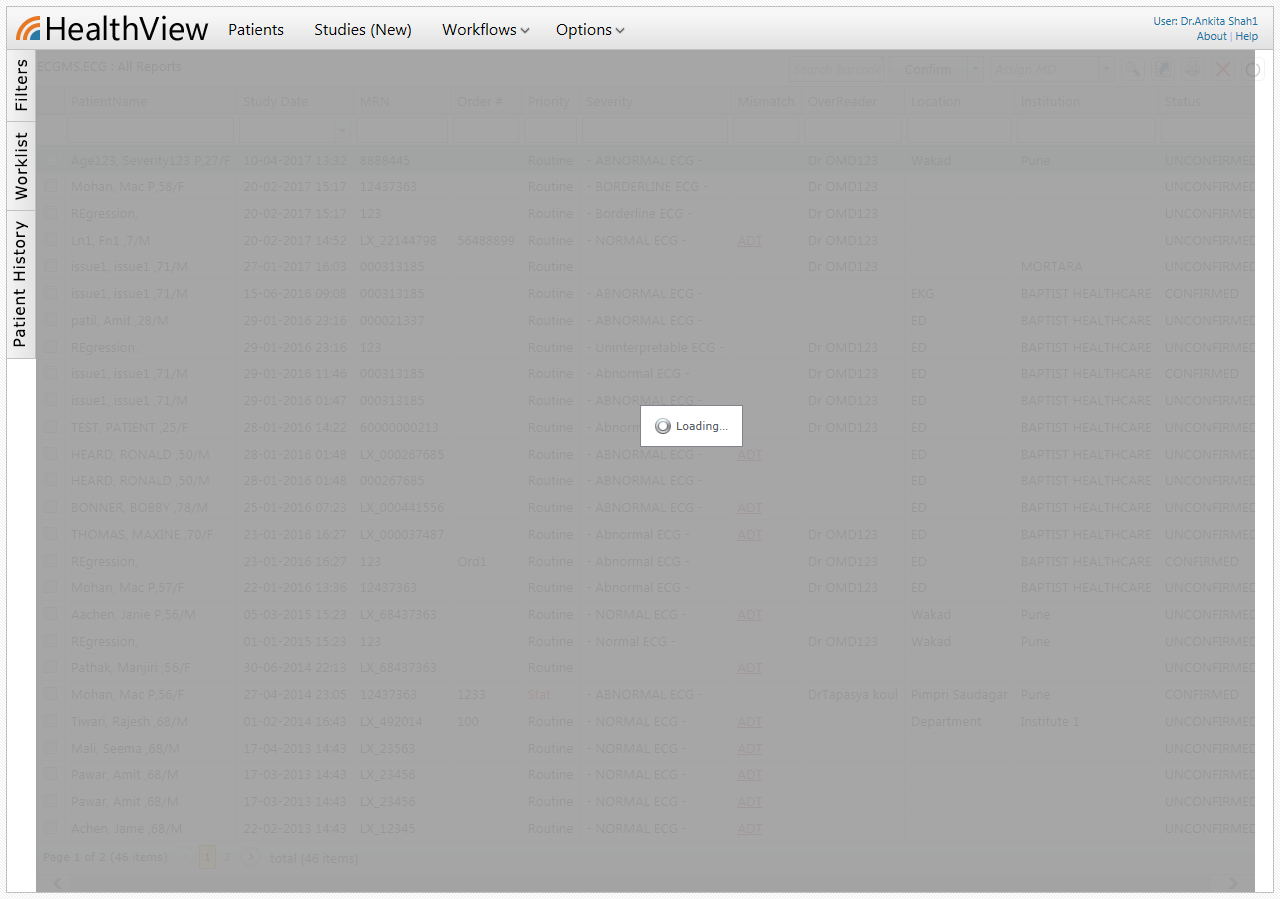 HealthView Patients Studies (New) Workflows Options
User: Dr.Ankita Shah1
About | Help
Filters
Worklist
Patient History
ECGMS.ECG : All Reports Search Barcode Confirm Assign MD
PatientName Study Date MRN Order # Priority Severity Mismatch OverReader Location Institution Status
Age123, Severity123 P,27/F 10-04-2017 13:32 8888445 Routine - ABNORMAL ECG - Dr OMD123 Wakad Pune UNCONFIRMED
Mohan, Mac P,58/F 20-02-2017 15:17 12437363 Routine - BORDERLINE ECG - Dr OMD123 UNCONFIRMED
REgression, 20-02-2017 15:17 123 Routine - Borderline ECG - Dr OMD123 UNCONFIRMED
Ln1, Fn1 ,7/M 20-02-2017 14:52 LX_22144798 56488899 Routine - NORMAL ECG - ADT Dr OMD123 UNCONFIRMED
issue1, issue1 ,71/M 27-01-2017 16:03 000313185 Routine Dr OMD123 MORTARA UNCONFIRMED
issue1, issue1 ,71/M 15-06-2016 09:08 000313185 Routine - ABNORMAL ECG - EKG BAPTIST HEALTHCARE CONFIRMED
patil, Amit ,28/M 29-01-2016 23:16 000021337 Routine - ABNORMAL ECG - ED BAPTIST HEALTHCARE UNCONFIRMED
REgression 29-01-2016 23:16 123 Routine - Uninterpretable ECG - Dr OMD123 ED BAPTIST HEALTHCARE UNCONFIRMED
issue1, issue1 ,71/M 29-01-2016 11:46 000313185 Routine - Abnormal ECG - Dr OMD123 ED BAPTIST HEALTHCARE CONFIRMED
issue1, issue1 ,71/M 29-01-2016 01:47 000313185 Routine - ABNORMAL ECG - Dr OMD123 ED BAPTIST HEALTHCARE UNCONFIRMED
TEST, PATIENT ,25/F 28-01-2016 14:22 60000000213 Routine - Abnorm Dr OMD123 ED BAPTIST HEALTHCARE UNCONFIRMED
Loading...
HEARD, RONALD ,50/M 28-01-2016 01:48 LX_000267685 Routine - ABNORMAL ECG - ADT ED BAPTIST HEALTHCARE UNCONFIRMED
HEARD, RONALD ,50/M 28-01-2016 01:48 000267685 Routine - ABNORMAL ECG - ED BAPTIST HEALTHCARE UNCONFIRMED
BONNER, BOBBY ,78/M 25-01-2016 07:23 LX_000441556 Routine - ABNORMAL ECG - ADT ED BAPTIST HEALTHCARE UNCONFIRMED
THOMAS, MAXINE ,70/F 23-01-2016 16:27 LX_000037487 Routine - Abnormal ECG - ADT Dr OMD123 ED BAPTIST HEALTHCARE UNCONFIRMED
REgression, 23-01-2016 16:27 123 Ord1 Routine - Abnormal ECG - Dr OMD123 ED BAPTIST HEALTHCARE CONFIRMED
Mohan, Mac P,57/F 22-01-2016 13:36 12437363 Routine - Abnormal ECG - Dr OMD123 ED BAPTIST HEALTHCARE UNCONFIRMED
Aachen, Janie P,56/M 05-03-2015 15:23 LX_68437363 Routine - NORMAL ECG - ADT Wakad Pune UNCONFIRMED
REgression, 01-01-2015 15:23 123 Routine - Normal ECG - Dr OMD123 Wakad Pune UNCONFIRMED
Pathak, Manjiri ,56/F 30-06-2014 22:13 LX_68437363 Routine ADT UNCONFIRMED
Mohan, Mac P,56/F 27-04-2014 23:05 12437363 1233 Stat - ABNORMAL ECG - DrTapasya koul Pimpri Saudagar Pune CONFIRMED
Tiwari, Rajesh ,68/M 01-02-2014 16:43 LX_492014 100 Routine - NORMAL ECG - ADT Department Institute 1 UNCONFIRMED
Mali, Seema ,68/M 17-04-2013 14:43 LX_23563 Routine - NORMAL ECG - ADT UNCONFIRMED
Pawar, Amit ,68/M 17-03-2013 14:43 LX_23456 Routine - NORMAL ECG - ADT UNCONFIRMED
Pawar, Amit ,68/M 17-03-2013 14:43 LX_23456 Routine - NORMAL ECG - ADT UNCONFIRMED
Achen, Jame ,68/M 22-02-2013 14:43 LX_12345 Routine - NORMAL ECG - ADT UNCONFIRMED
Page 1 of 2 (45 items) 1 2 total (46 items)